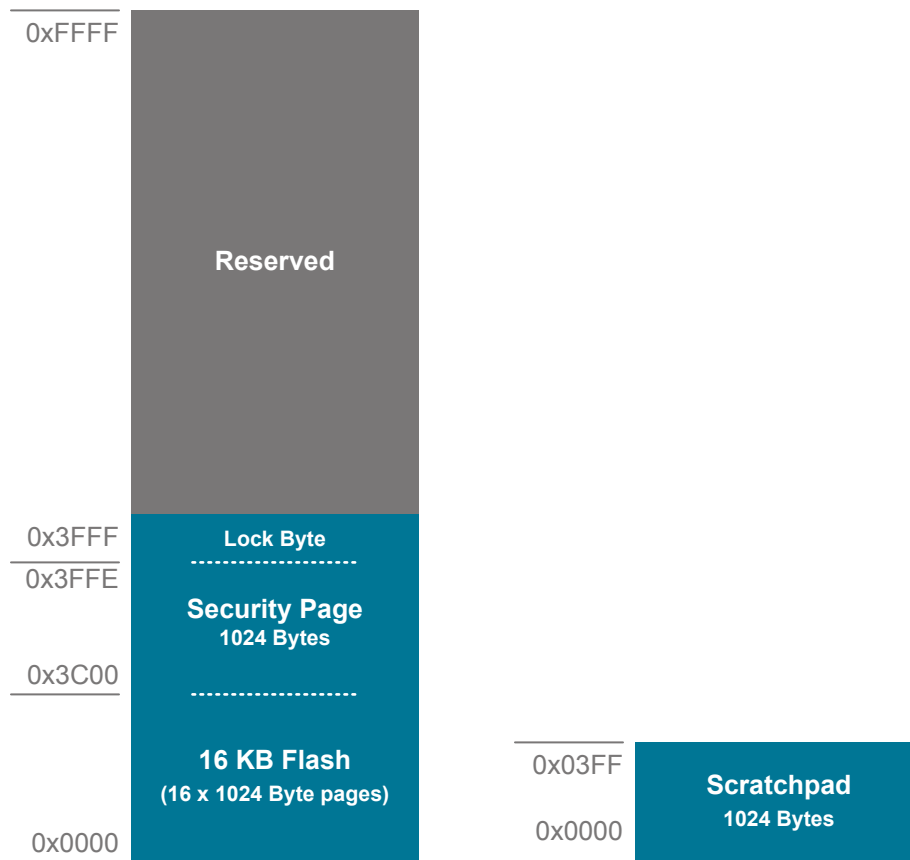 0xFFFF
Reserved
0x3FFF
Lock Byte
0x3FFE
Security Page
1024 Bytes
0x3C00
16 KB Flash
(16 x 1024 Byte pages)
0x0000
0x03FF
Scratchpad
1024 Bytes
0x0000